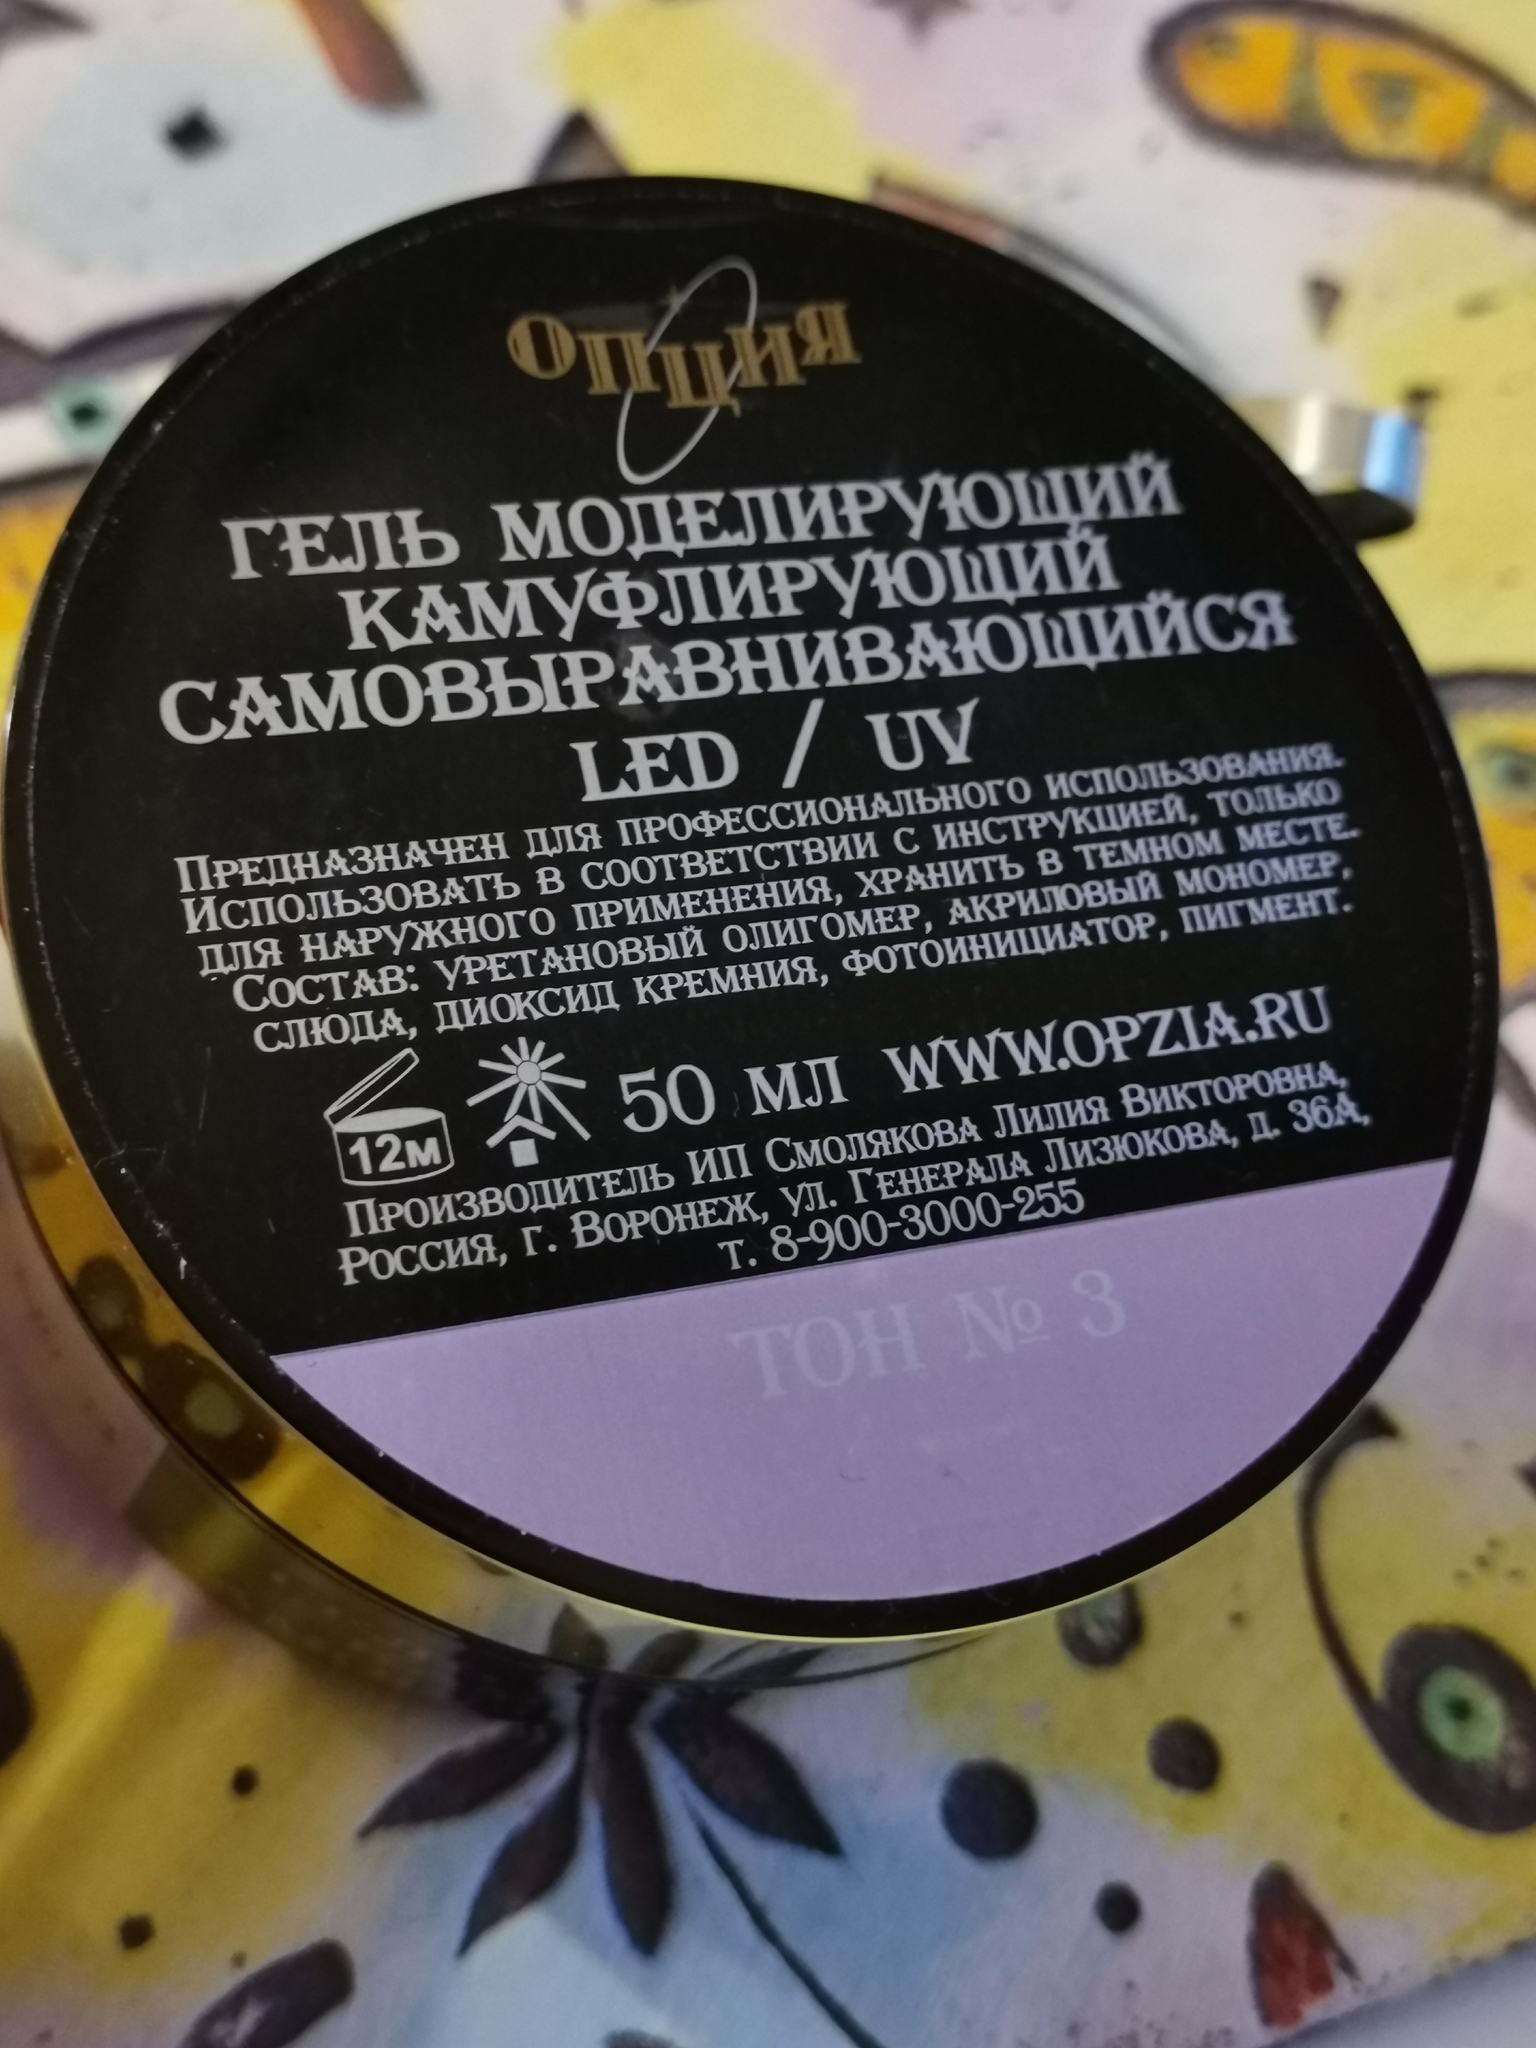 ОПЦИЯ
ГЕЛЬ МОДЕЛИРУЮЩИЙ
КАМУФЛИРУЮЩИЙ
САМОВЫРАВНИВАЮЩИЙСЯ
LED / UV
ПРЕДНАЗНАЧЕН ДЛЯ ПРОФЕССИОНАЛЬНОГО ИСПОЛЬЗОВАНИЯ.
ИСПОЛЬЗОВАТЬ В СООТВЕТСТВИИ С ИНСТРУКЦИЕЙ, ТОЛЬКО
ДЛЯ НАРУЖНОГО ПРИМЕНЕНИЯ, ХРАНИТЬ В ТЕМНОМ МЕСТЕ.
СОСТАВ: УРЕТАНОВЫЙ ОЛИГОМЕР, АКРИЛОВЫЙ МОНОМЕР,
СЛЮДА, ДИОКСИД КРЕМНИЯ, ФОТОИНИЦИАТОР, ПИГМЕНТ.
12М 50 МЛ WWW.OPZIA.RU
ПРОИЗВОДИТЕЛЬ ИП СМОЛЯКОВА ЛИЛИЯ ВИКТОРОВНА,
РОССИЯ, Г. ВОРОНЕЖ, УЛ. ГЕНЕРАЛА ЛИЗЮКОВА, Д. 36А,
Т. 8-900-3000-255
ТОН № 3